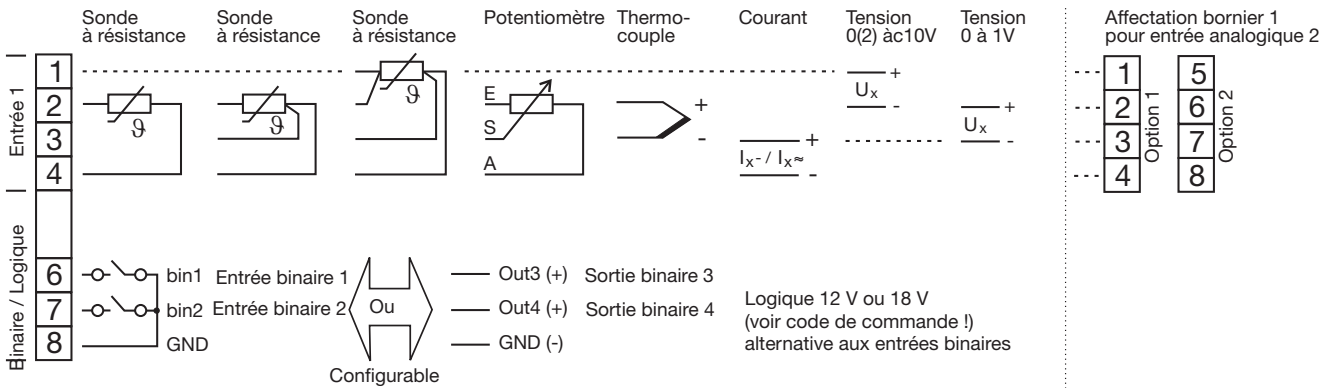 Sonde
à résistance
Sonde
à résistance
Sonde
à résistance
Potentiomètre
Thermo-
couple
Courant
Tension
0(2) àc10V
Tension
0 à 1V
Affectation bornier 1
pour entrée analogique 2
Entrée 1
1
2
3
4
ϑ
ϑ
ϑ
E
S
A
+
-
+
Ix- / Ix≈
-
+
Ux
-
+
Ux
-
1
2
3
4
Option 1
5
6
7
8
Option 2
Binaire / Logique
6
7
8
bin1 Entrée binaire 1
bin2 Entrée binaire 2
GND
Ou
Configurable
Out3 (+) Sortie binaire 3
Out4 (+) Sortie binaire 4
GND (-)
Logique 12 V ou 18 V
(voir code de commande !)
alternative aux entrées binaires